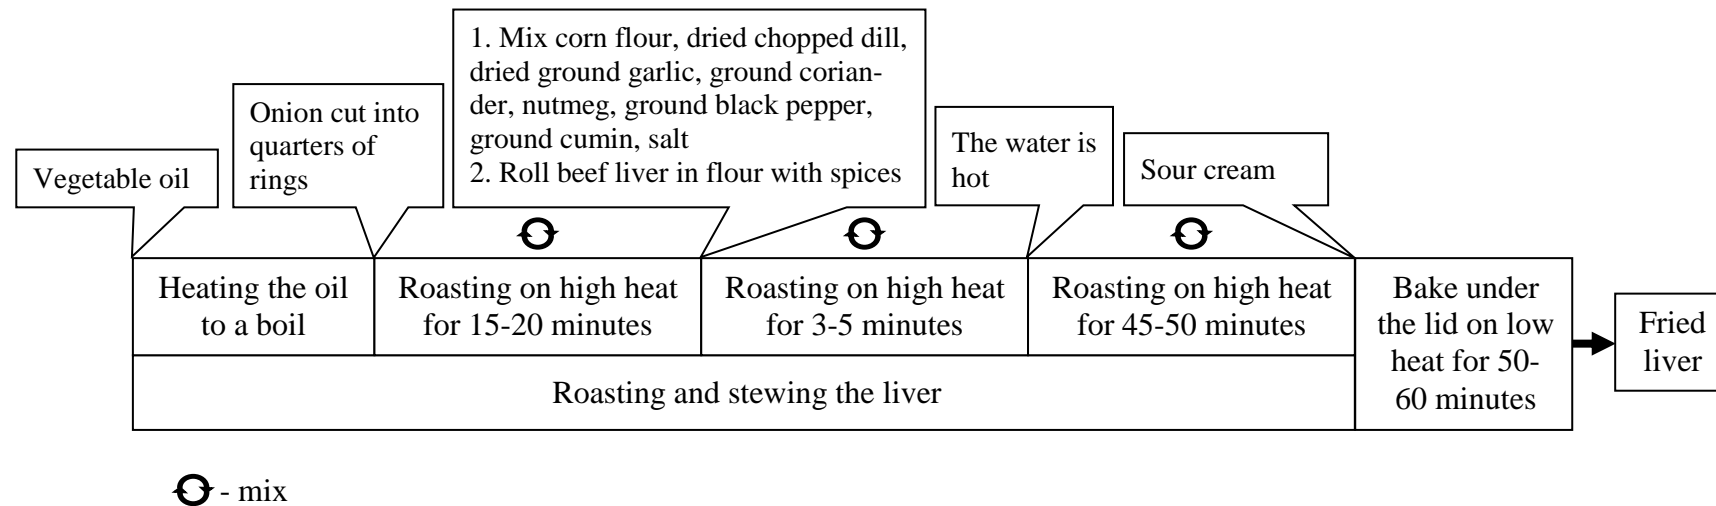 Vegetable oil
Onion cut into
quarters of
rings
1. Mix corn flour, dried chopped dill,
dried ground garlic, ground corian-
der, nutmeg, ground black pepper,
ground cumin, salt
2. Roll beef liver in flour with spices
The water is
hot
Sour cream
Heating the oil
to a boil
Roasting on high heat
for 15-20 minutes
Roasting on high heat
for 3-5 minutes
Roasting on high heat
for 45-50 minutes
Bake under
the lid on low
heat for 50-
60 minutes
Fried
liver
Roasting and stewing the liver
- mix